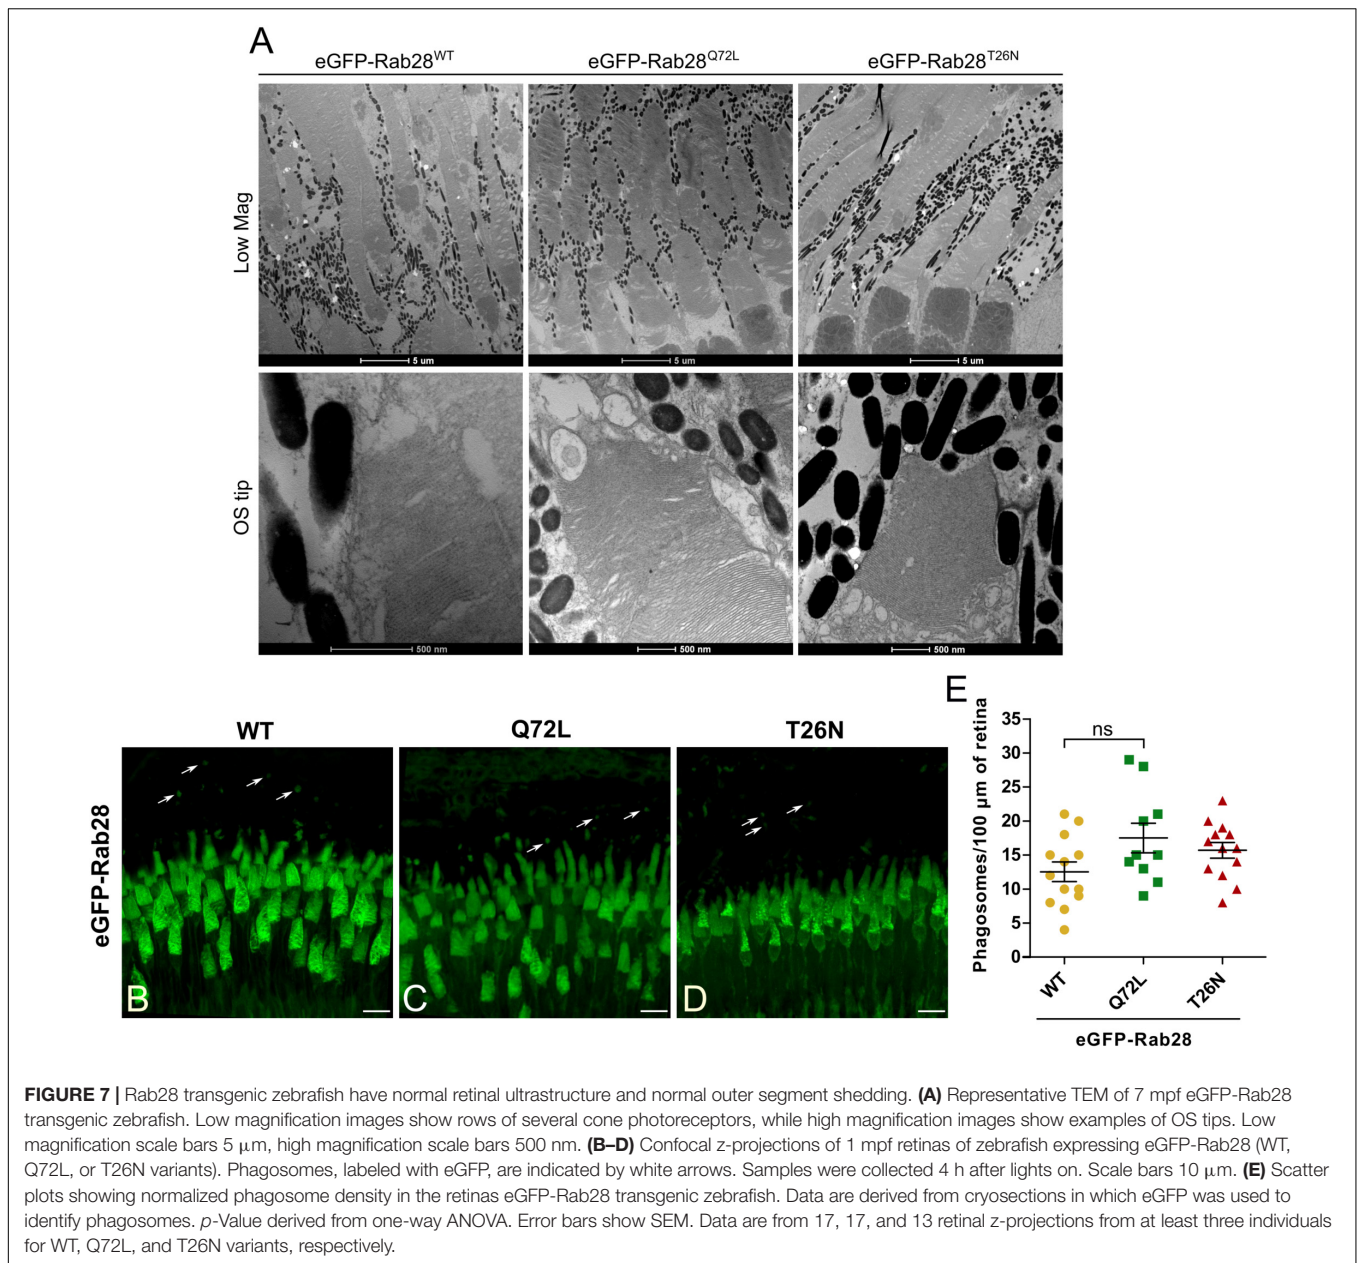 A
eGFP-Rab28WT
eGFP-Rab28Q72L
eGFP-Rab28T26N
Low Mag
5 um
5 um
5 um
OS tip
500 nm
500 nm
500 nm
WT
Q72L
T26N
eGFP-Rab28
B
C
D
E
Phagosomes/100 µm of retina
35
30
25
20
15
10
5
0
ns
WT
Q72L
T26N
eGFP-Rab28
FIGURE 7 | Rab28 transgenic zebrafish have normal retinal ultrastructure and normal outer segment shedding. (A) Representative TEM of 7 mpf eGFP-Rab28
transgenic zebrafish. Low magnification images show rows of several cone photoreceptors, while high magnification images show examples of OS tips. Low
magnification scale bars 5 µm, high magnification scale bars 500 nm. (B–D) Confocal z-projections of 1 mpf retinas of zebrafish expressing eGFP-Rab28 (WT,
Q72L, or T26N variants). Phagosomes, labeled with eGFP, are indicated by white arrows. Samples were collected 4 h after lights on. Scale bars 10 µm. (E) Scatter
plots showing normalized phagosome density in the retinas eGFP-Rab28 transgenic zebrafish. Data are derived from cryosections in which eGFP was used to
identify phagosomes. p-Value derived from one-way ANOVA. Error bars show SEM. Data are from 17, 17, and 13 retinal z-projections from at least three individuals
for WT, Q72L, and T26N variants, respectively.